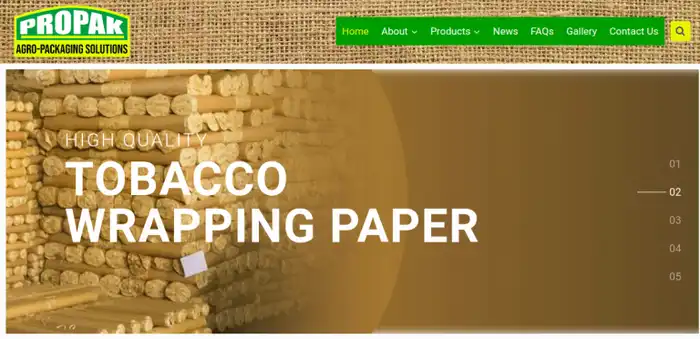 PROPAK
AGRO-PACKAGING SOLUTIONS
Home About Products News FAQs Gallery Contact Us
HIGH QUALITY
TOBACCO
WRAPPING PAPER
01
02
03
04
05